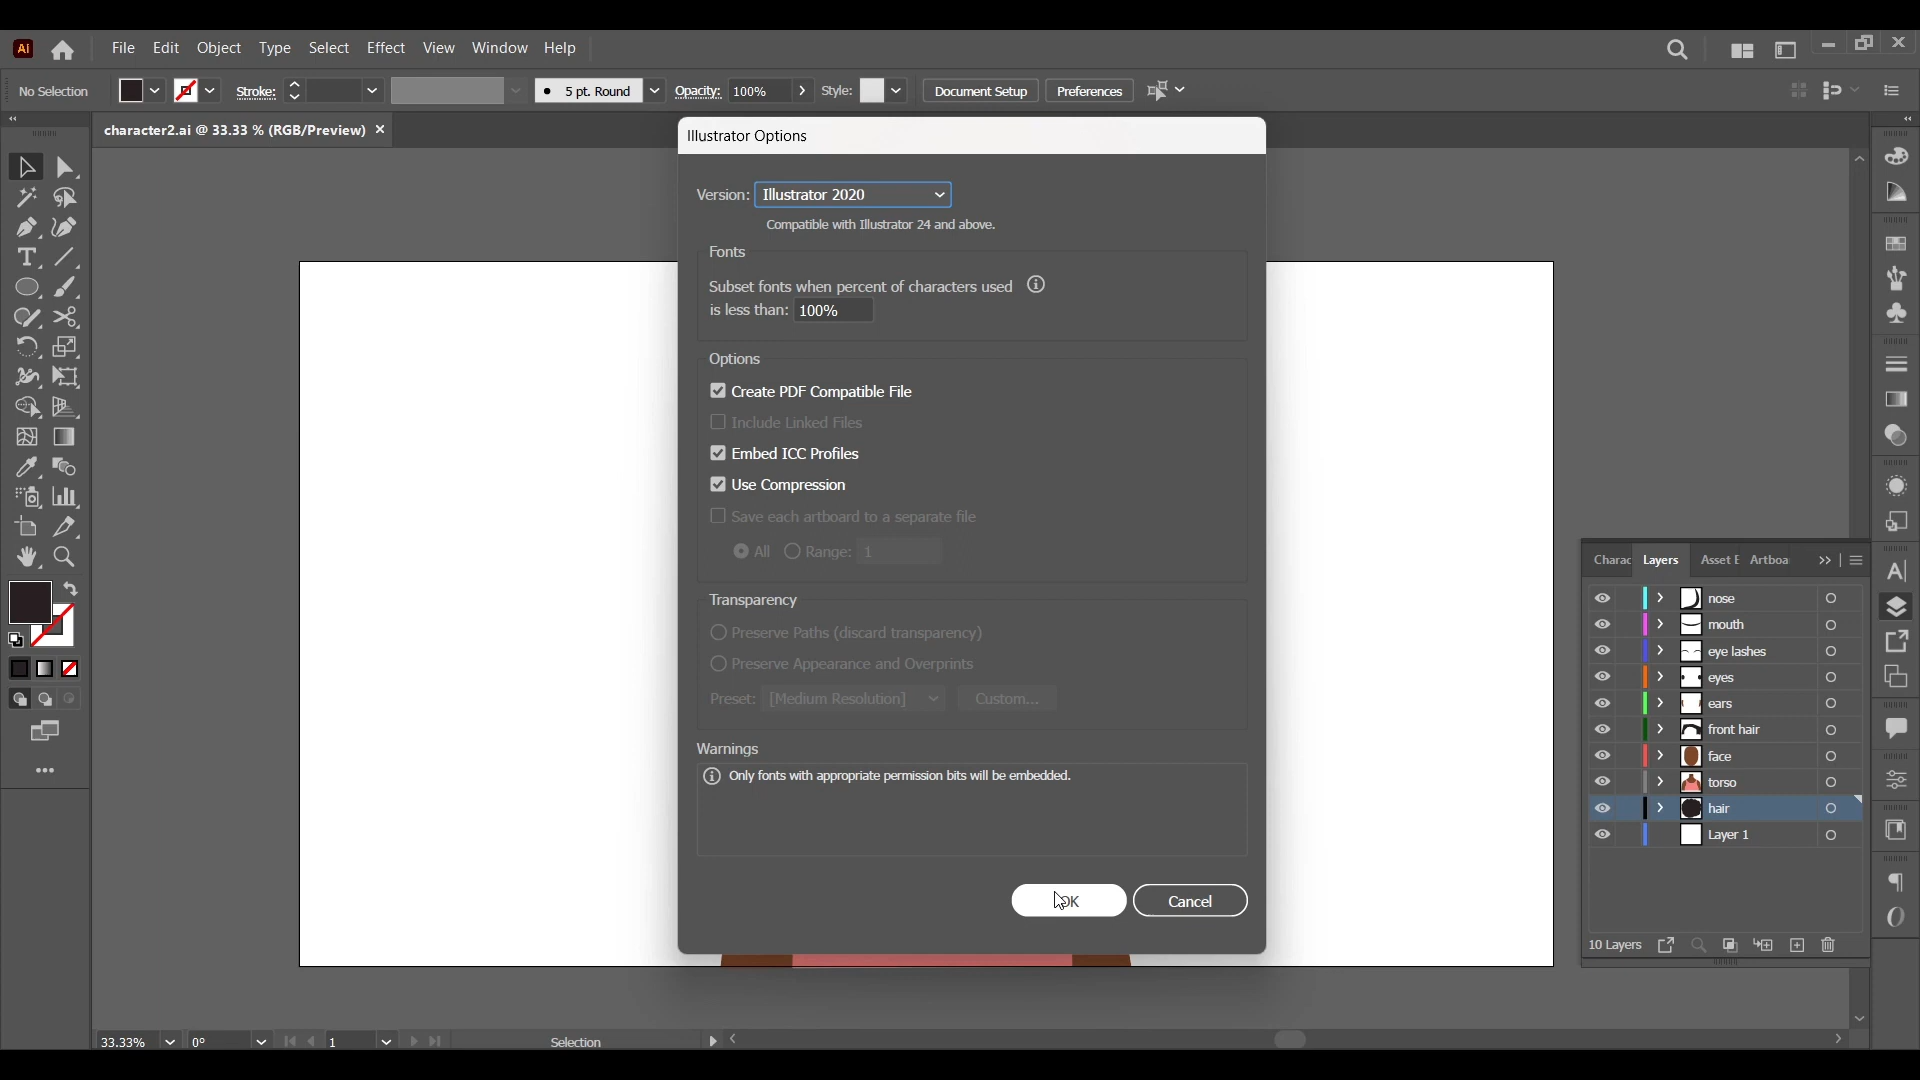 Ai File Edit Object Type Select Effect View Window Help
No Selection Stroke: 5 pt. Round Opacity: 100% Style: Document Setup Preferences
character2.ai @ 33.33 % (RGB/Preview)
Illustrator Options
Version: Illustrator 2020
Compatible with Illustrator 24 and above.
Fonts
Subset fonts when percent of characters used
is less than: 100%
Options
Create PDF Compatible File
Include Linked Files
Embed ICC Profiles
Use Compression
Save each artboard to a separate file
All Range: 1
Transparency
Preserve Paths (discard transparency)
Preserve Appearance and Overprints
Preset: [Medium Resolution] Custom...
Warnings
Only fonts with appropriate permission bits will be embedded.
OK Cancel
Charac Layers Asset E Artboa
nose
mouth
eye lashes
eyes
ears
front hair
face
torso
hair
Layer 1
10 Layers
33.33% 0° 1 Selection